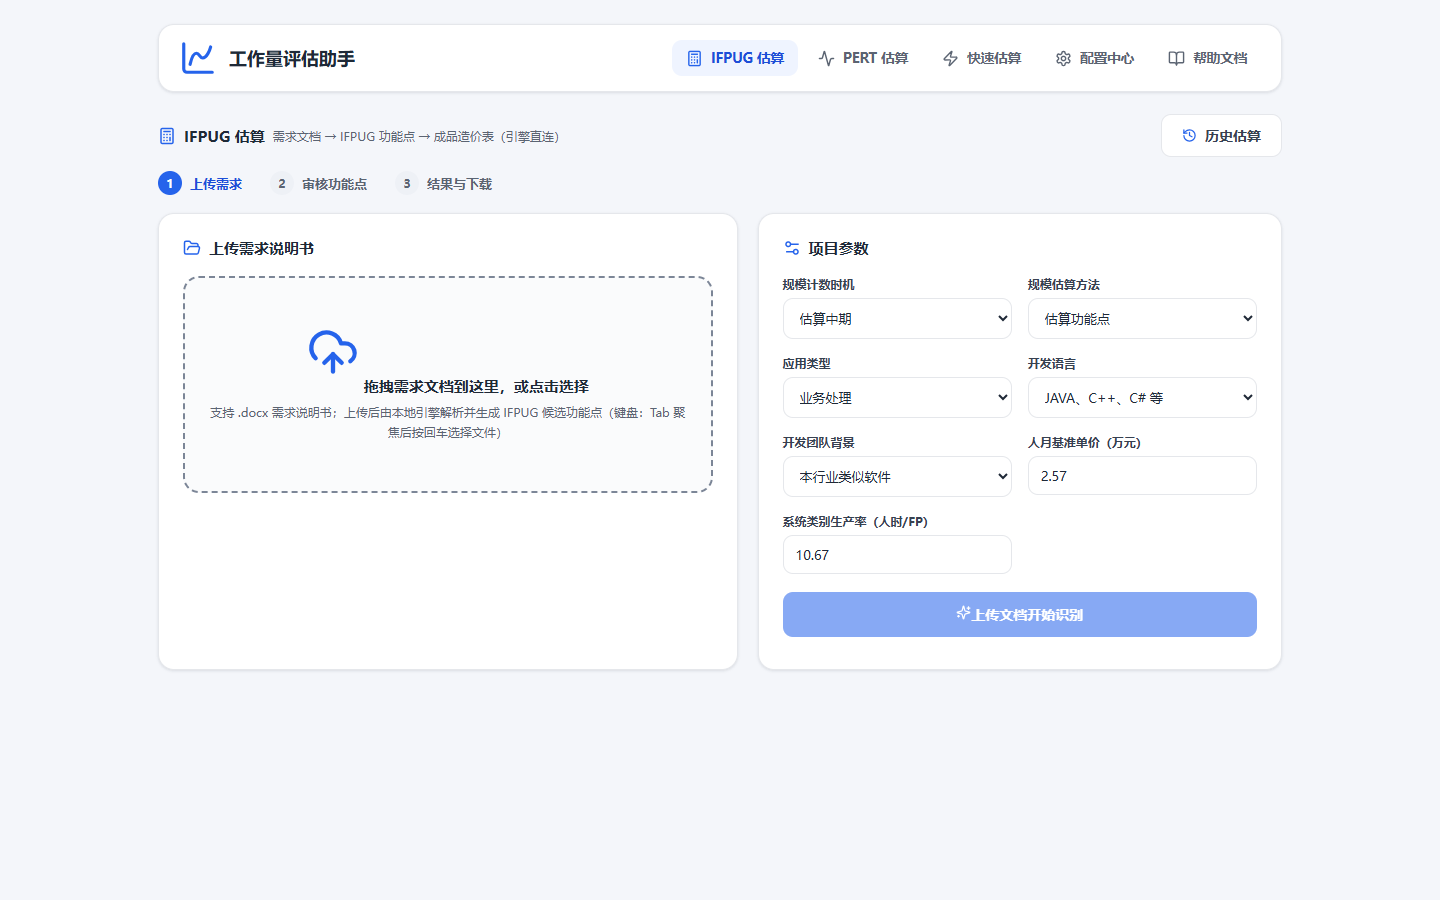 工作量评估助手
IFPUG 估算
PERT 估算
快速估算
配置中心
帮助文档
IFPUG 估算 需求文档 → IFPUG 功能点 → 成品造价表（引擎直连）
历史估算
1 上传需求
2 审核功能点
3 结果与下载
上传需求说明书
拖拽需求文档到这里，或点击选择
支持 .docx 需求说明书；上传后由本地引擎解析并生成 IFPUG 候选功能点（键盘：Tab 聚
焦后按回车选择文件）
项目参数
规模计数时机
估算中期
规模估算方法
估算功能点
应用类型
业务处理
开发语言
JAVA、C++、C# 等
开发团队背景
本行业类似软件
人月基准单价（万元）
2.57
系统类别生产率（人时/FP）
10.67
上传文档开始识别